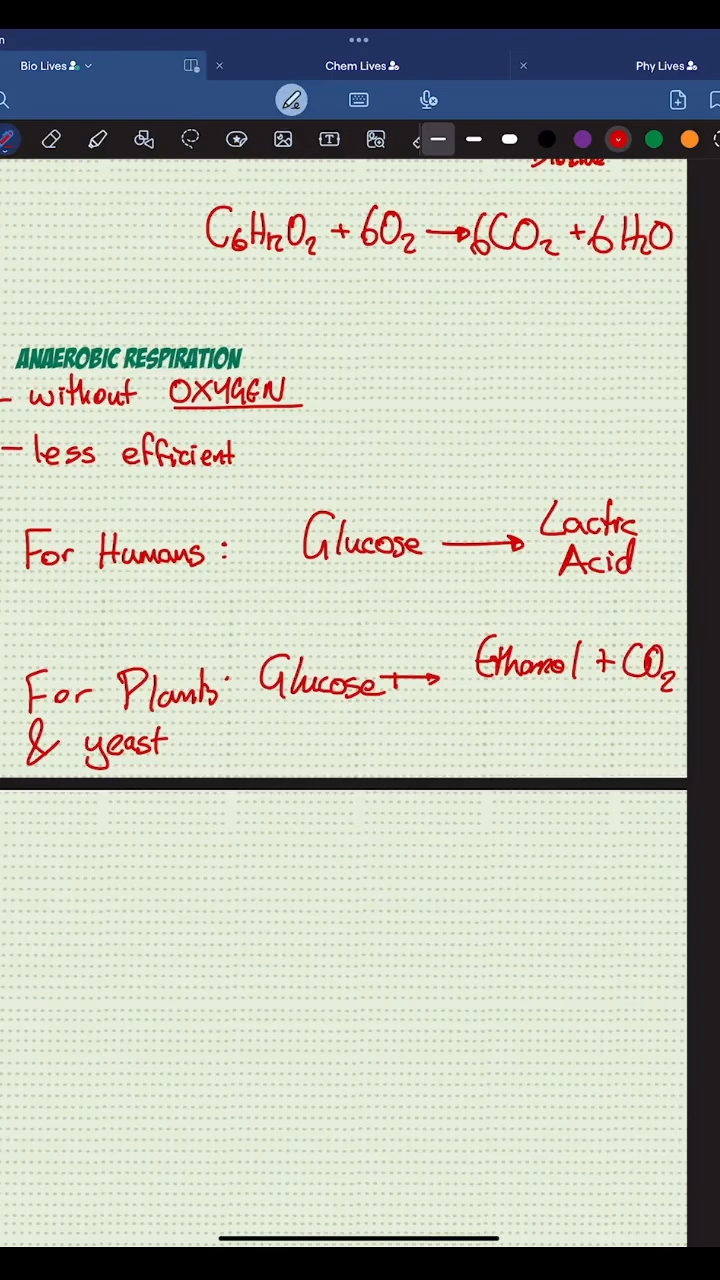 n
Bio Lives
Chem Lives
Phy Lives
C₆H₁₂O₂ + 6O₂ → 6CO₂ + 6H₂O
ANAEROBIC RESPIRATION
- without OXYGEN
- less efficient
For Humans: Glucose → Lactic Acid
For Plants Glucose → Ethanol + CO₂
& yeast